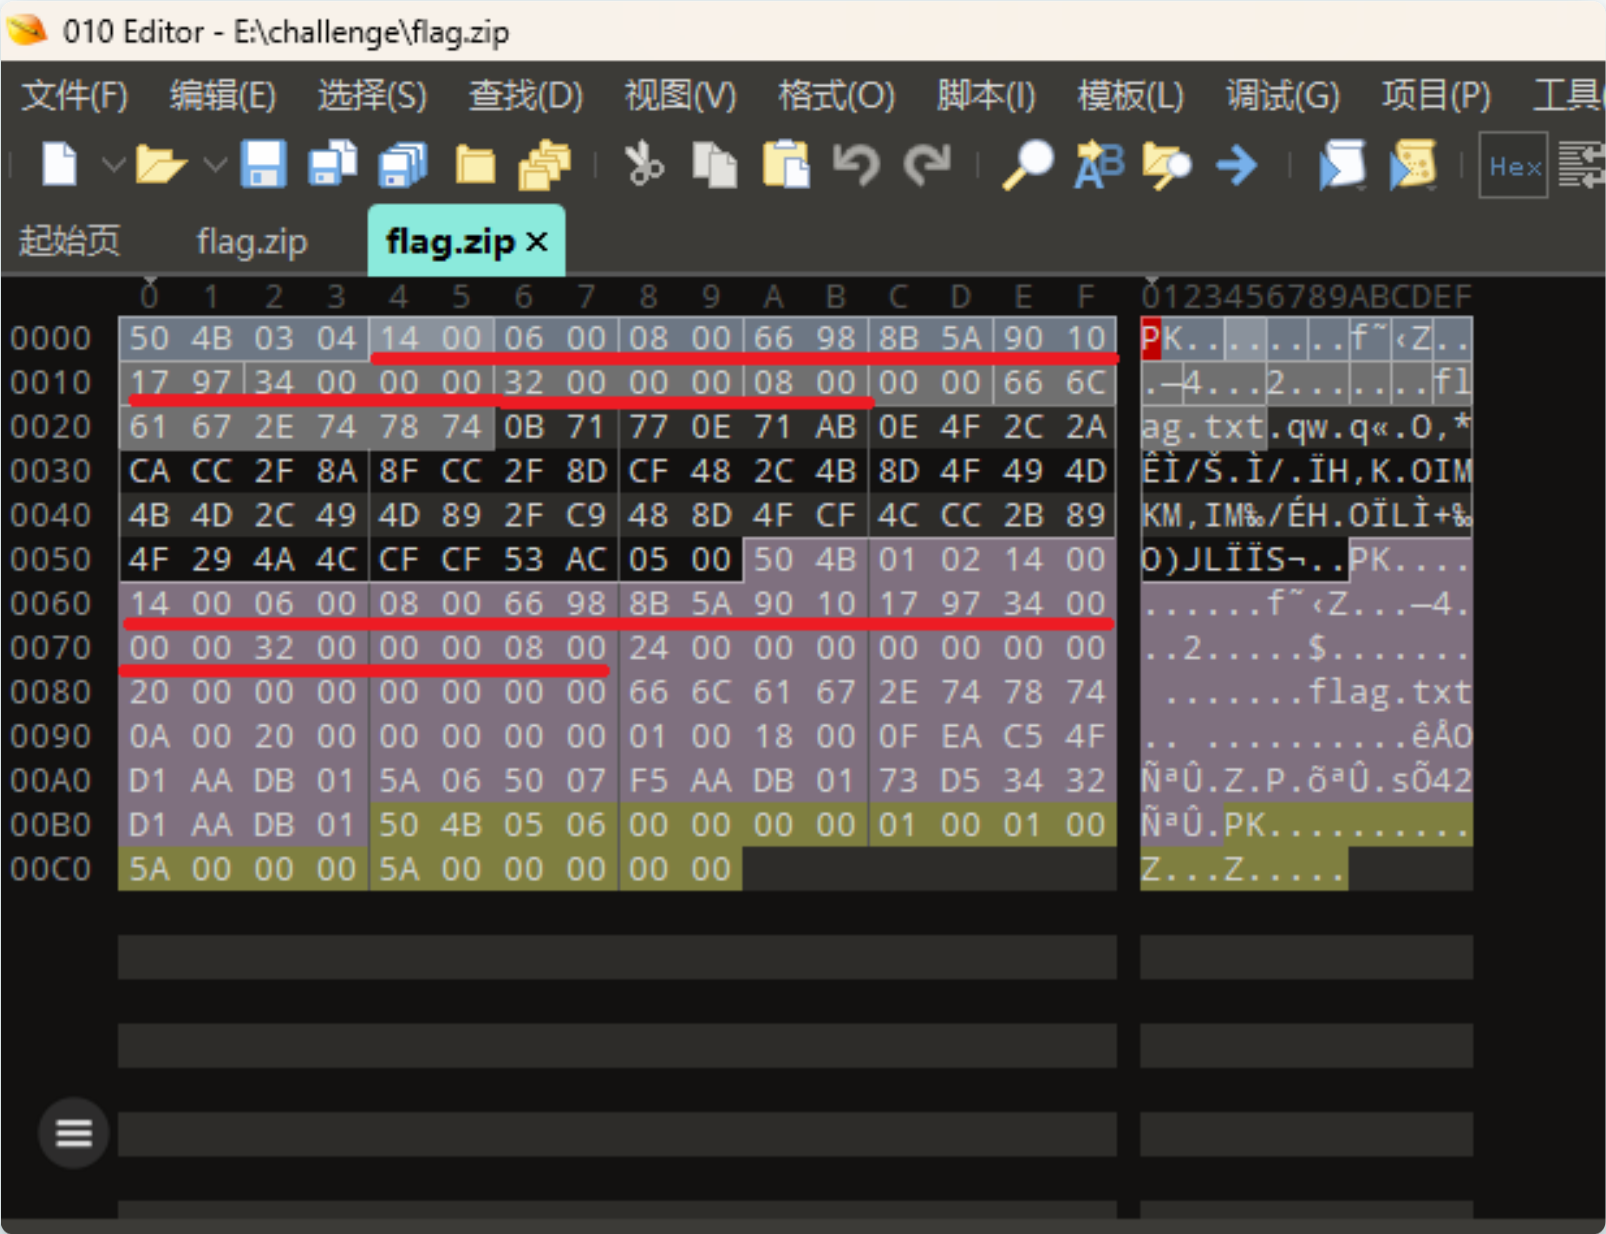 010 Editor - E:\challenge\flag.zip
文件(F) 编辑(E) 选择(S) 查找(D) 视图(V) 格式(O) 脚本(I) 模板(L) 调试(G) 项目(P) 工具(
Hex
起始页 flag.zip flag.zip ×
0 1 2 3 4 5 6 7 8 9 A B C D E F 0123456789ABCDEF
0000 50 4B 03 04 14 00 06 00 08 00 66 98 8B 5A 90 10 PK........f˜‹Z..
0010 17 97 34 00 00 00 32 00 00 00 08 00 00 00 66 6C .—4...2.......fl
0020 61 67 2E 74 78 74 0B 71 77 0E 71 AB 0E 4F 2C 2A ag.txt.qw.q«.O,*
0030 CA CC 2F 8A 8F CC 2F 8D CF 48 2C 4B 8D 4F 49 4D ÊÌ/Š.Ì/.ÏH,K.OIM
0040 4B 4D 2C 49 4D 89 2F C9 48 8D 4F CF 4C CC 2B 89 KM,IM‰/ÉH.OÏLÌ+‰
0050 4F 29 4A 4C CF CF 53 AC 05 00 50 4B 01 02 14 00 O)JLÏÏS¬..PK....
0060 14 00 06 00 08 00 66 98 8B 5A 90 10 17 97 34 00 ......f˜‹Z...—4.
0070 00 00 32 00 00 00 08 00 24 00 00 00 00 00 00 00 ..2.....$.......
0080 20 00 00 00 00 00 00 00 66 6C 61 67 2E 74 78 74 .......flag.txt
0090 0A 00 20 00 00 00 00 00 01 00 18 00 0F EA C5 4F .. ..........êÅO
00A0 D1 AA DB 01 5A 06 50 07 F5 AA DB 01 73 D5 34 32 ÑªÛ.Z.P.õªÛ.sÕ42
00B0 D1 AA DB 01 50 4B 05 06 00 00 00 00 01 00 01 00 ÑªÛ.PK..........
00C0 5A 00 00 00 5A 00 00 00 00 00 Z...Z.....